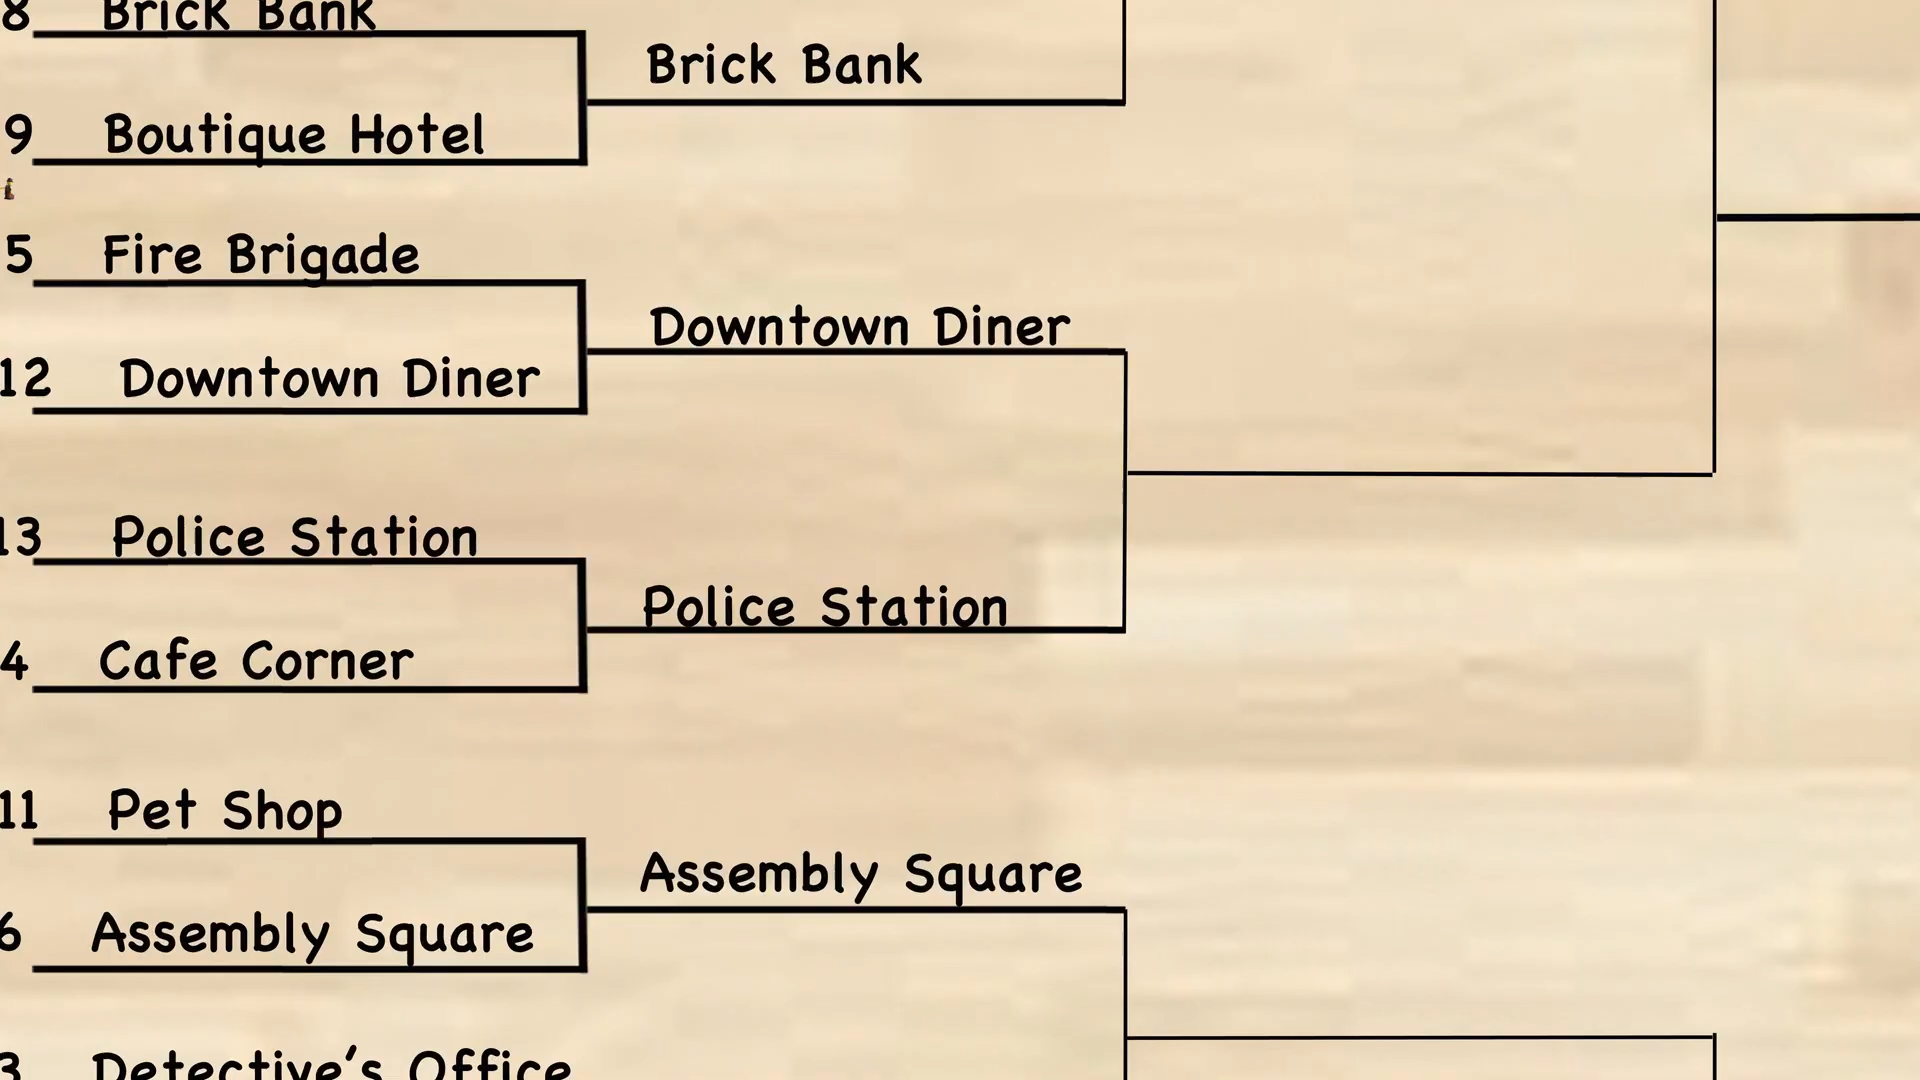 8 Brick Bank
Brick Bank
9 Boutique Hotel
5 Fire Brigade
Downtown Diner
12 Downtown Diner
13 Police Station
Police Station
4 Cafe Corner
11 Pet Shop
Assembly Square
6 Assembly Square
3 Detective's Office